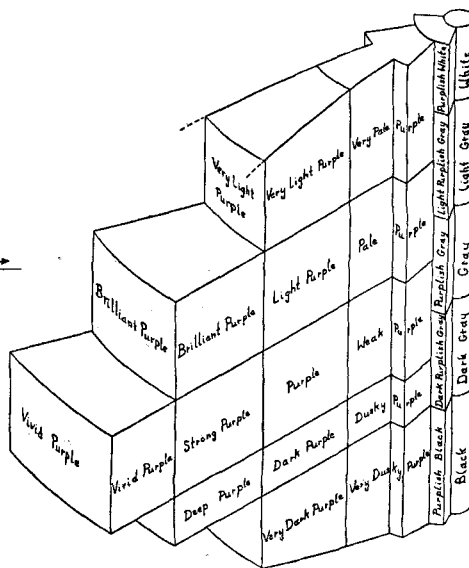 White
Purplish White
Very Pale Purple
Very Light
Purple
Very Light Purple
Light Gray
Light Purplish Gray
Pale Purple
Light Purple
Brilliant Purple
Brilliant Purple
Gray
Purplish Gray
Weak Purple
Purple
Strong Purple
Vivid Purple
Vivid Purple
Dark Gray
Dark Purplish Gray
Dusky Purple
Dark Purple
Deep Purple
Black
Purplish Black
Very Dusky Purple
Very Dark Purple